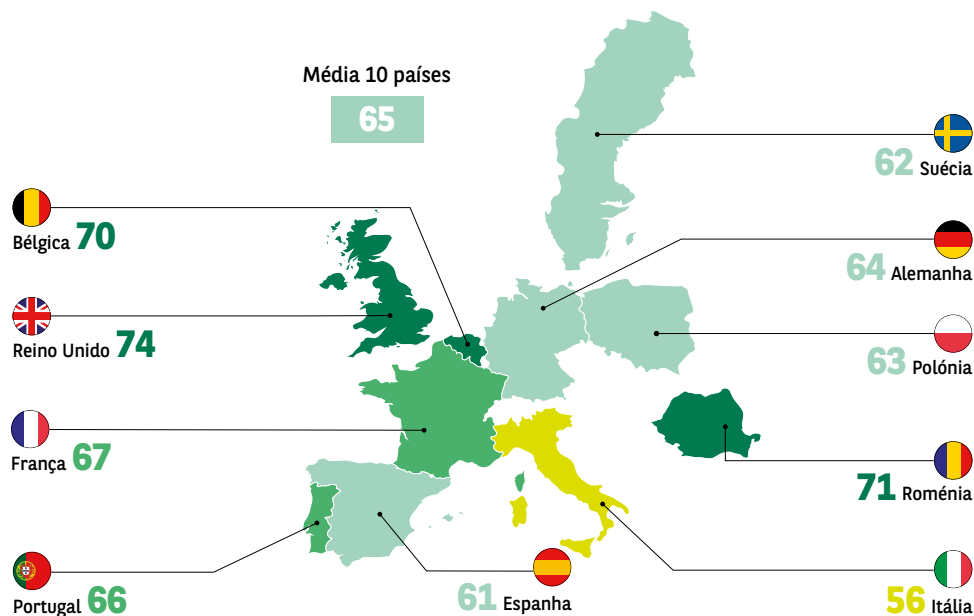 Média 10 países
65
62 Suécia
Bélgica 70
64 Alemanha
Reino Unido 74
63 Polónia
França 67
71 Roménia
Portugal 66
61 Espanha
56 Itália